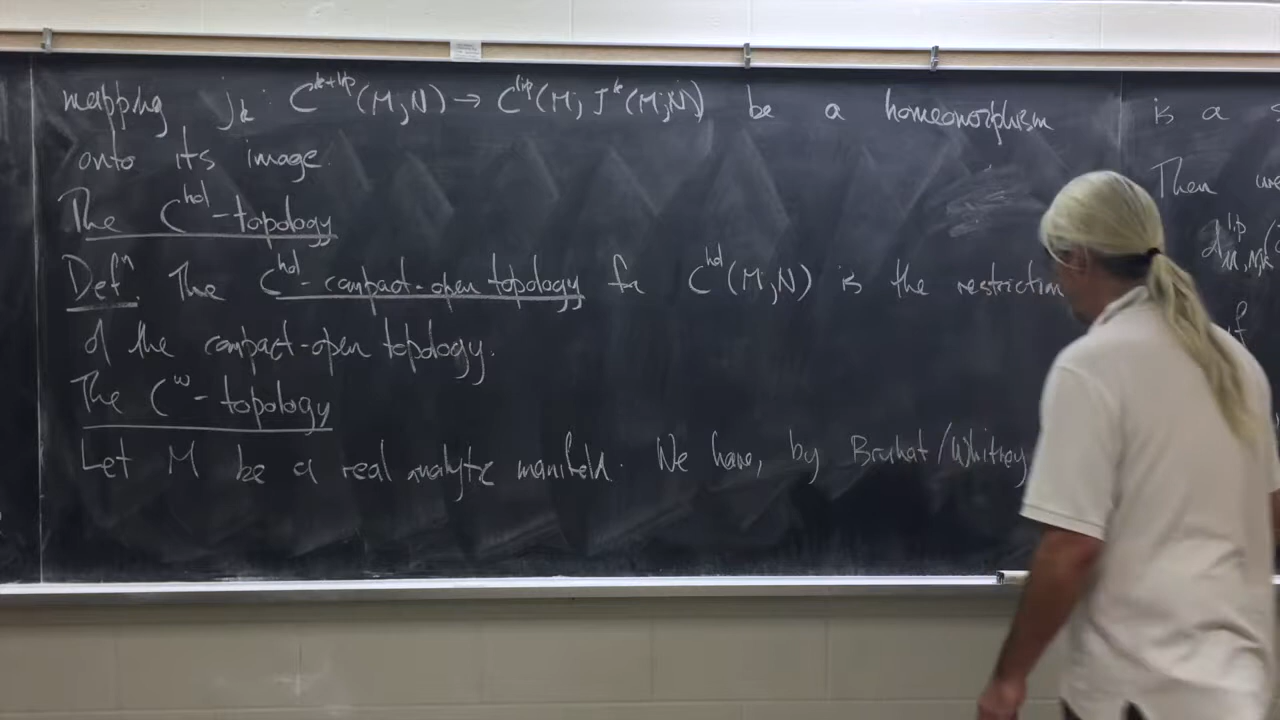 mapping j_k: C^{k+lip}(M;N) → C^{lip}(M; J^k(M;N)) be a homeomorphism
onto its image.
The C^{hol}-topology
Def^n. The C^{hol}-compact-open topology for C^{hol}(M;N) is the restriction
of the compact-open topology.
The C^ω-topology
Let M be a real analytic manifold. We have, by Bruhat/Whitney
is a
Then we